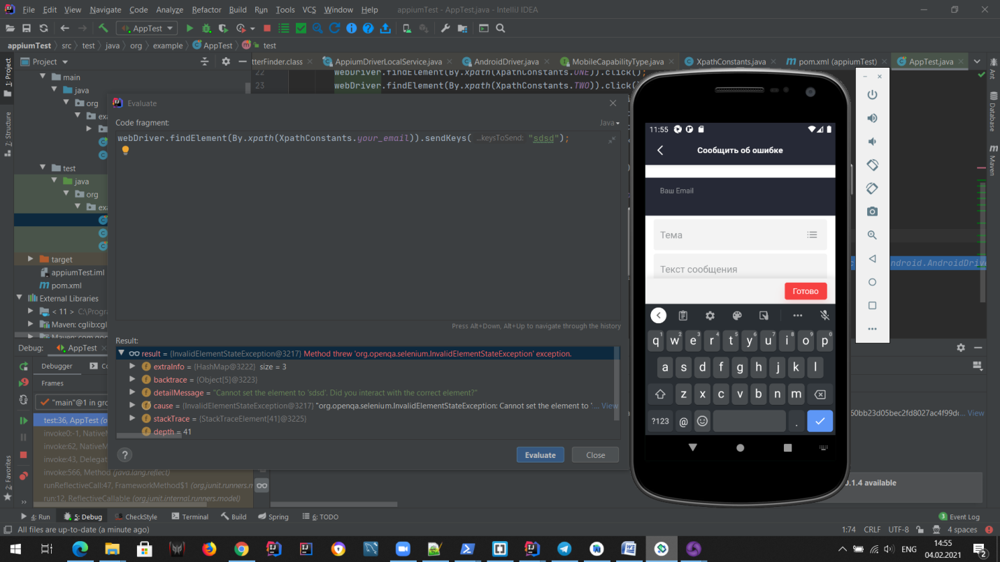 File Edit View Navigate Code Analyze Refactor Build Run Tools VCS Window Help appiumTest - AppTest.java - IntelliJ IDEA
AppTest
appiumTest src test java org example AppTest test
1: Project
Project
tterFinder.class AppiumDriverLocalService.java AndroidDriver.java MobileCapabilityType.java XpathConstants.java pom.xml (appiumTest) AppTest.java
22 webDriver.findElement(By.xpath(XpathConstants.ONE)).click();
23 webDriver.findElement(By.xpath(XpathConstants.TWO)).click(
main
java
org
exa
test
java
org
exa
target
appiumTest.iml
pom.xml
External Libraries
< 11 > C:\Progra
Maven: cglib:cgl
Z: Structure
2: Favorites
Ant
Database
Maven
Evaluate
Code fragment:
Java
webDriver.findElement(By.xpath(XpathConstants.your_email)).sendKeys( ...keysToSend: "sdsd");
Press Alt+Down, Alt+Up to navigate through the history
Result:
result = {InvalidElementStateException@3217} Method threw 'org.openqa.selenium.InvalidElementStateException' exception.
extraInfo = {HashMap@3222} size = 3
backtrace = {Object[5]@3223}
detailMessage = "Cannot set the element to 'sdsd'. Did you interact with the correct element?"
cause = {InvalidElementStateException@3217} "org.openqa.selenium.InvalidElementStateException: Cannot set the element to '... View
stackTrace = {StackTraceElement[41]@3225}
depth = 41
?
Evaluate Close
11:55
Сообщить об ошибке
Ваш Email
Тема
Текст сообщения
Готово
q 1 w 2 e 3 r 4 t 5 y 6 u 7 i 8 o 9 p 0
a s d f g h j k l
z x c v b n m
?123 @ .
ndroid.AndroidDrive
Debug: AppTest
Debugger Co
Frames
"main"@1 in gro
test:36, AppTest (o
invoke0:-1, NativeM
invoke:62, NativeM
invoke:43, Delegat
invoke:566, Method (java.lang.reflect)
runReflectiveCall:47, FrameworkMethod$1 (org.junit.runners.m
run:12, ReflectiveCallable (org.junit.internal.runners.model)
60bb23d05bec2fd8027ac4f99d... View
.1.4 available
4: Run 5: Debug CheckStyle Terminal Build Spring 6: TODO 3 Event Log
All files are up-to-date (a minute ago) 1:74 CRLF UTF-8 4 spaces
ENG
14:55
04.02.2021
2